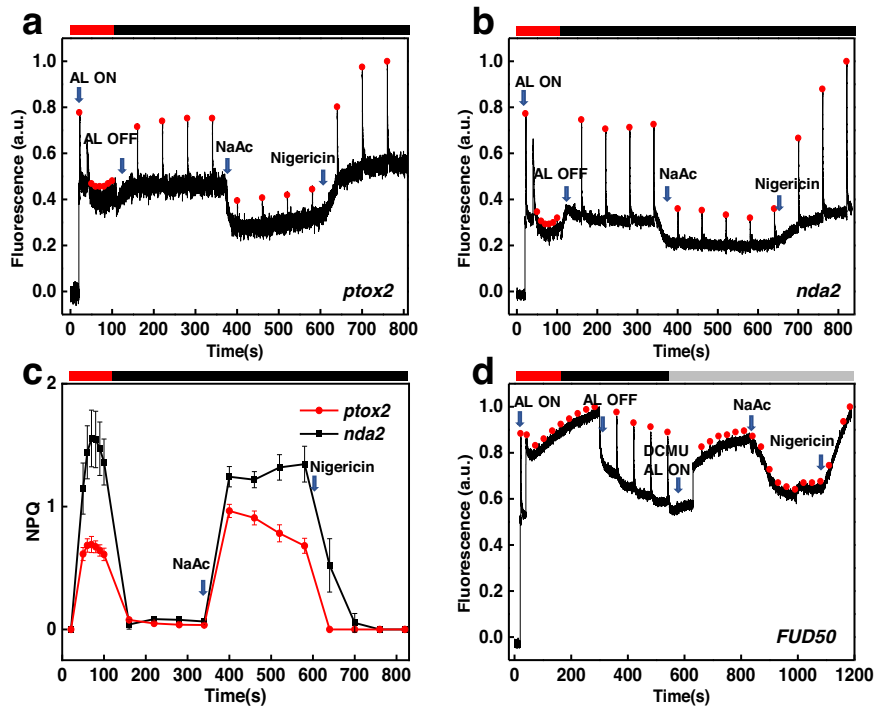 a
AL ON
AL OFF
NaAc
Nigericin
ptox2
Fluorescence (a.u.)
1.0
0.8
0.6
0.4
0.2
0.0
0 100 200 300 400 500 600 700 800
Time(s)
b
AL ON
AL OFF
NaAc
Nigericin
nda2
Fluorescence (a.u.)
1.0
0.8
0.6
0.4
0.2
0.0
0 100 200 300 400 500 600 700 800
Time(s)
c
ptox2
nda2
Nigericin
NaAc
NPQ
2
1
0
0 100 200 300 400 500 600 700 800
Time(s)
d
AL ON
AL OFF
NaAc
Nigericin
DCMU
AL ON
FUD50
Fluorescence (a.u.)
1.0
0.8
0.6
0.4
0.2
0.0
0 200 400 600 800 1000 1200
Time(s)